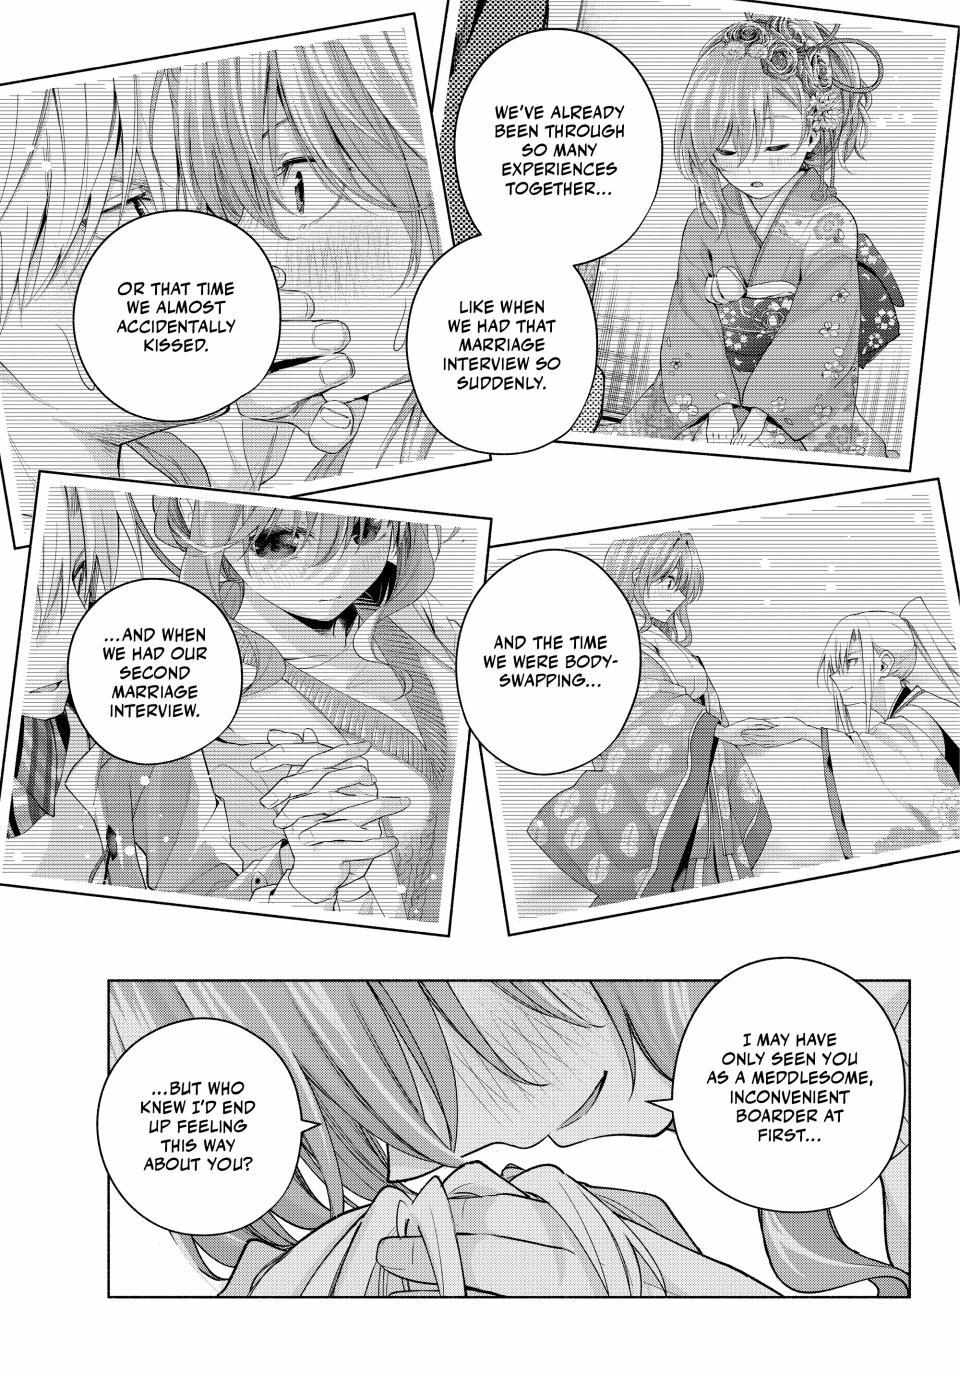 WE'VE ALREADY
BEEN THROUGH
SO MANY
EXPERIENCES
TOGETHER...
LIKE WHEN
WE HAD THAT
MARRIAGE
INTERVIEW SO
SUDDENLY.
OR THAT TIME
WE ALMOST
ACCIDENTALLY
KISSED.
AND THE TIME
WE WERE BODY-
SWAPPING...
...AND WHEN
WE HAD OUR
SECOND
MARRIAGE
INTERVIEW.
I MAY HAVE
ONLY SEEN YOU
AS A MEDDLESOME,
INCONVENIENT
BOARDER AT
FIRST...
...BUT WHO
KNEW I'D END
UP FEELING
THIS WAY
ABOUT YOU?